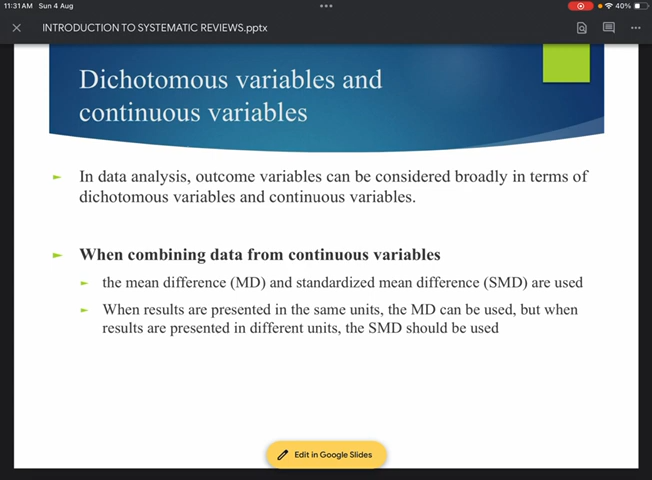 11:31AM Sun 4 Aug
40%
INTRODUCTION TO SYSTEMATIC REVIEWS.pptx
Dichotomous variables and
continuous variables
In data analysis, outcome variables can be considered broadly in terms of
dichotomous variables and continuous variables.
When combining data from continuous variables
the mean difference (MD) and standardized mean difference (SMD) are used
When results are presented in the same units, the MD can be used, but when
results are presented in different units, the SMD should be used
Edit in Google Slides